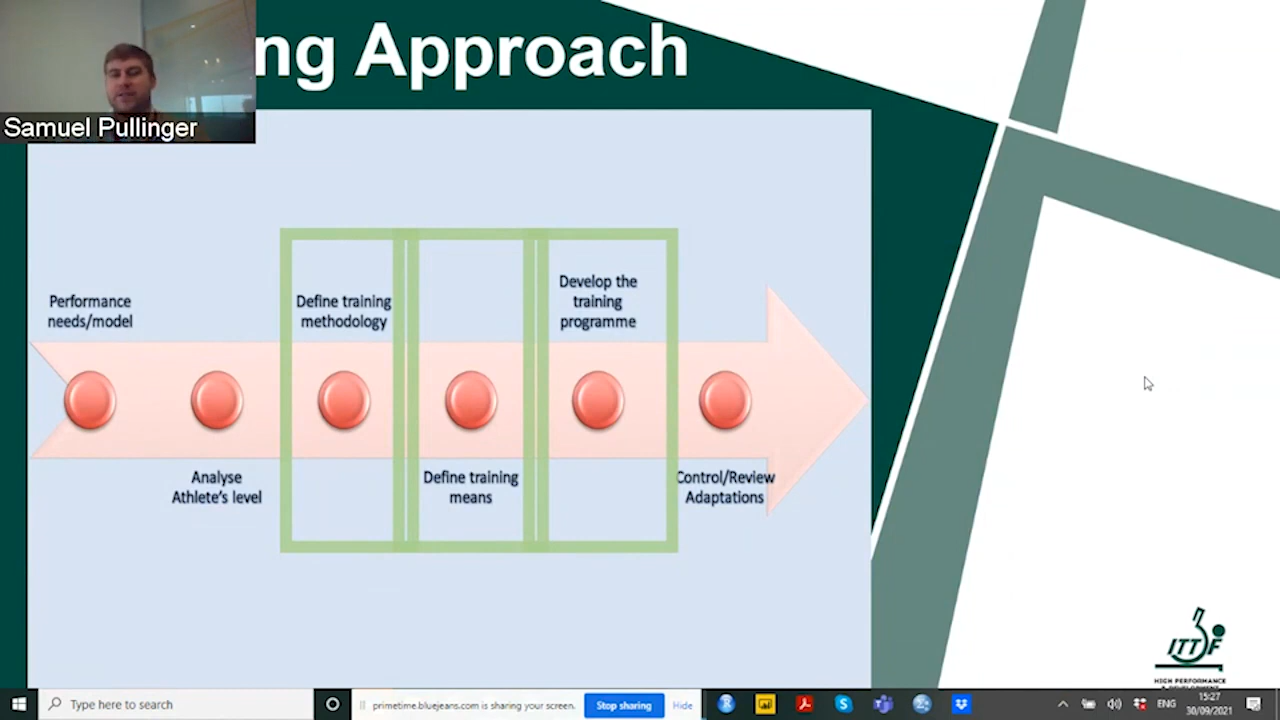 ng Approach
Samuel Pullinger
Performance
needs/model
Define training
methodology
Develop the
training
programme
Analyse
Athlete's level
Define training
means
Control/Review
Adaptations
ITTF
HIGH PERFORMANCE
Type here to search
primetime.bluejeans.com is sharing your screen.
Stop sharing
Hide
ENG
15:27
30/09/2021